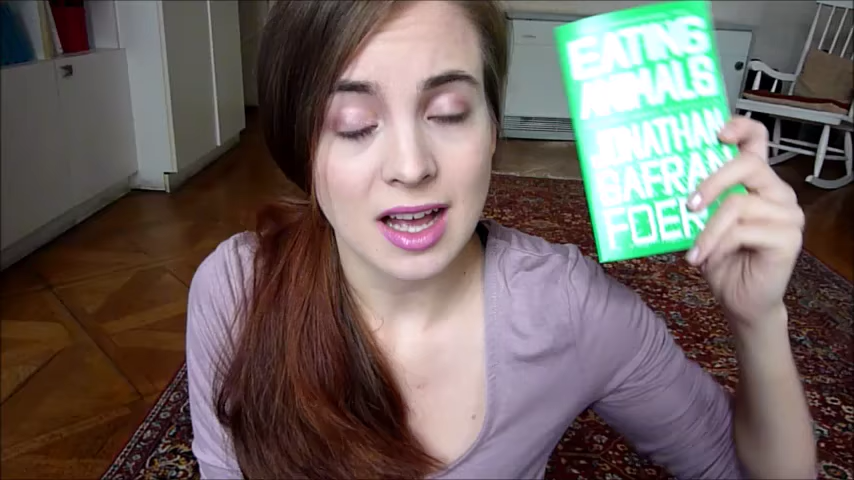 EATING
ANIMALS
JONATHAN
SAFRAN
FOER